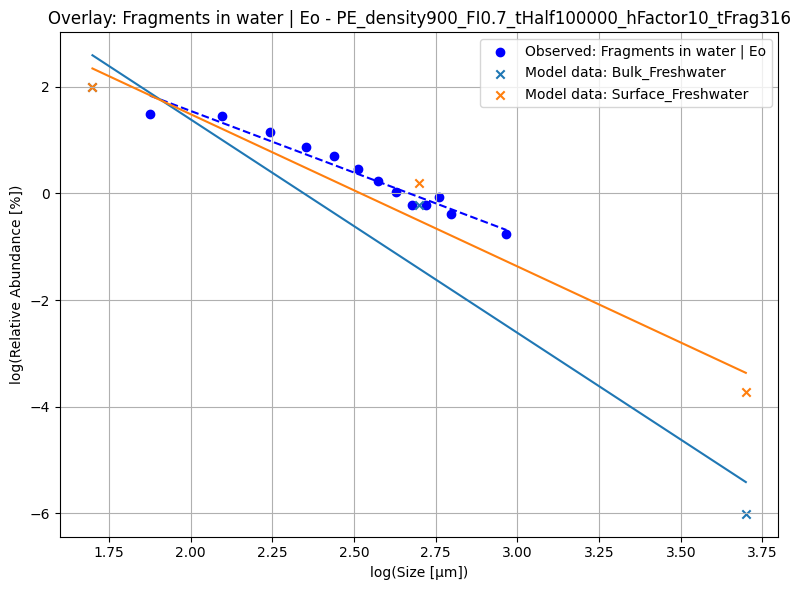 Overlay: Fragments in water | Eo - PE_density900_FI0.7_tHalf100000_hFactor10_tFrag316
Observed: Fragments in water | Eo
Model data: Bulk_Freshwater
Model data: Surface_Freshwater
log(Relative Abundance [%])
2
0
−2
−4
−6
1.75
2.00
2.25
2.50
2.75
3.00
3.25
3.50
3.75
log(Size [µm])